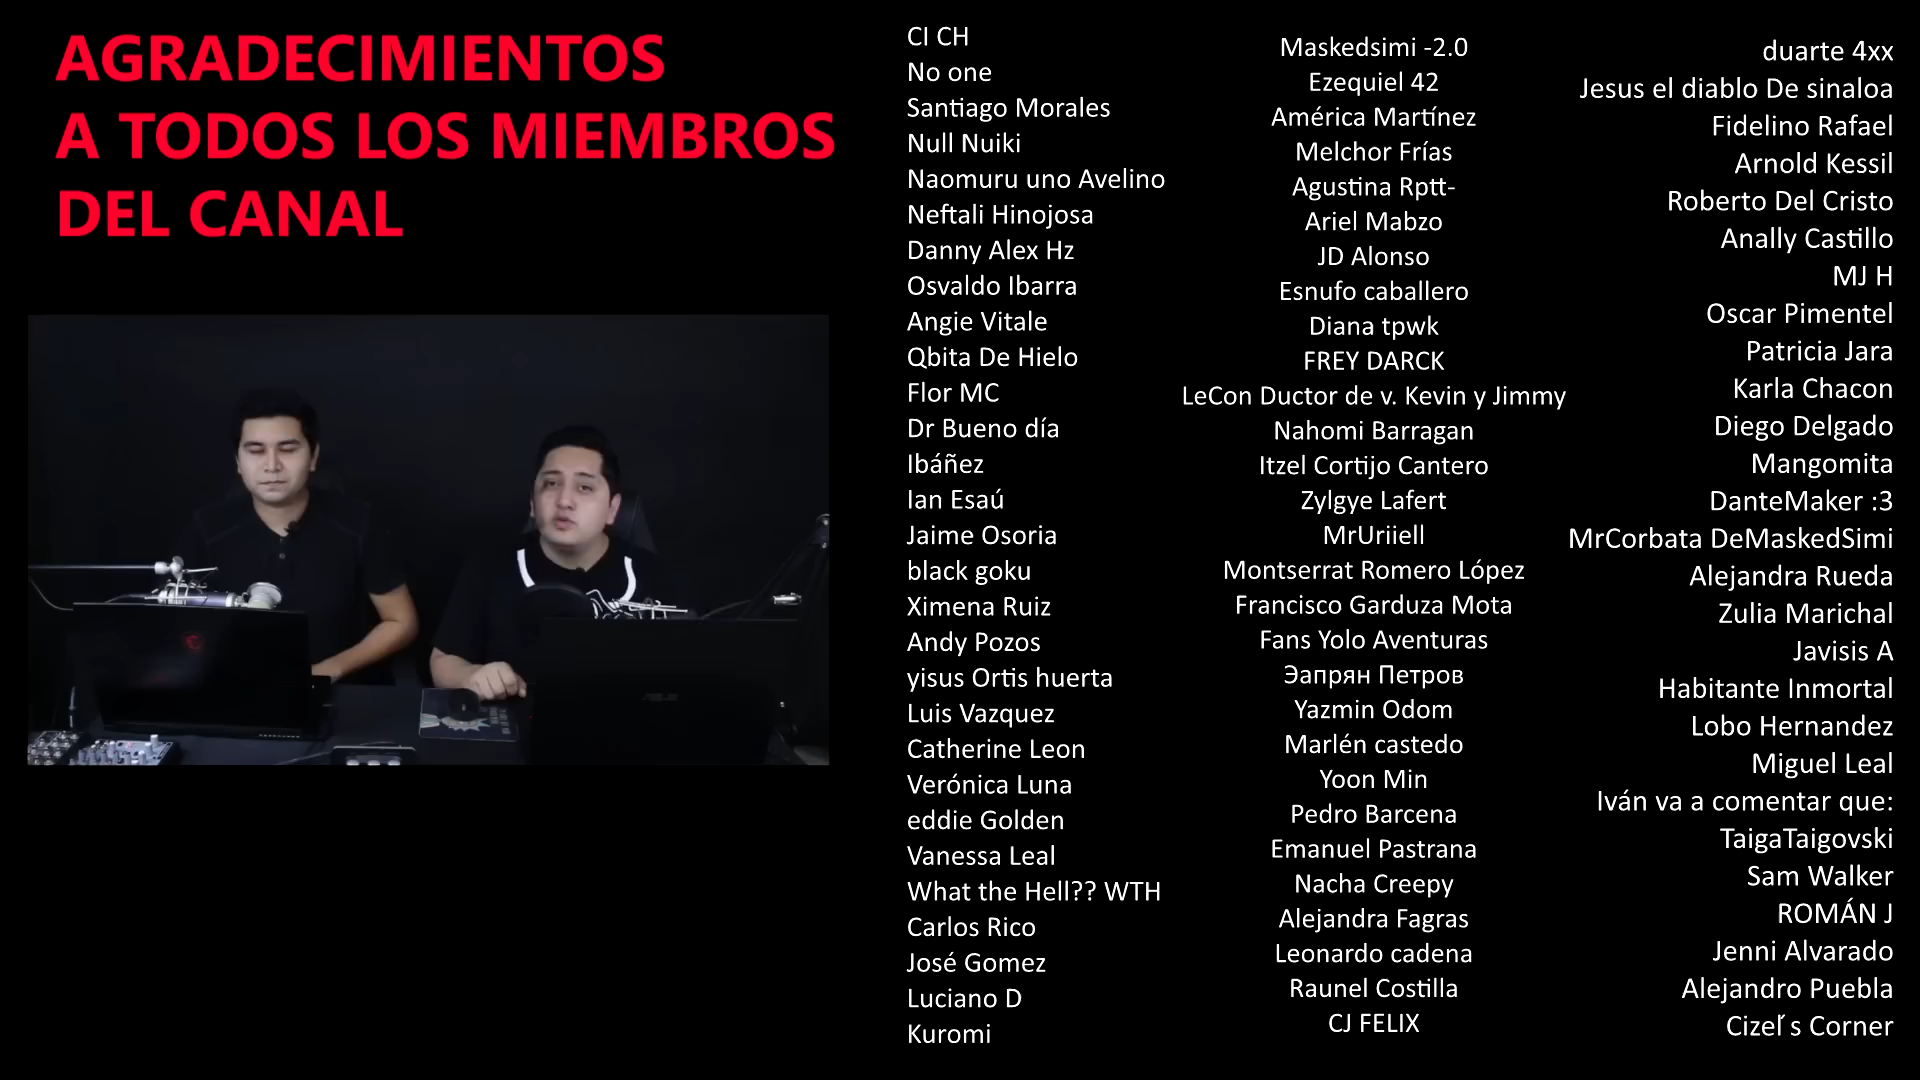 AGRADECIMIENTOS
A TODOS LOS MIEMBROS
DEL CANAL
CI CH
No one
Santiago Morales
Null Nuiki
Naomuru uno Avelino
Neftali Hinojosa
Danny Alex Hz
Osvaldo Ibarra
Angie Vitale
Qbita De Hielo
Flor MC
Dr Bueno día
Ibáñez
Ian Esaú
Jaime Osoria
black goku
Ximena Ruiz
Andy Pozos
yisus Ortis huerta
Luis Vazquez
Catherine Leon
Verónica Luna
eddie Golden
Vanessa Leal
What the Hell?? WTH
Carlos Rico
José Gomez
Luciano D
Kuromi
Maskedsimi -2.0
Ezequiel 42
América Martínez
Melchor Frías
Agustina Rptt-
Ariel Mabzo
JD Alonso
Esnufo caballero
Diana tpwk
FREY DARCK
LeCon Ductor de v. Kevin y Jimmy
Nahomi Barragan
Itzel Cortijo Cantero
Zylgye Lafert
MrUriiell
Montserrat Romero López
Francisco Garduza Mota
Fans Yolo Aventuras
Эапрян Петров
Yazmin Odom
Marlén castedo
Yoon Min
Pedro Barcena
Emanuel Pastrana
Nacha Creepy
Alejandra Fagras
Leonardo cadena
Raunel Costilla
CJ FELIX
duarte 4xx
Jesus el diablo De sinaloa
Fidelino Rafael
Arnold Kessil
Roberto Del Cristo
Anally Castillo
MJ H
Oscar Pimentel
Patricia Jara
Karla Chacon
Diego Delgado
Mangomita
DanteMaker :3
MrCorbata DeMaskedSimi
Alejandra Rueda
Zulia Marichal
Javisis A
Habitante Inmortal
Lobo Hernandez
Miguel Leal
Iván va a comentar que:
TaigaTaigovski
Sam Walker
ROMÁN J
Jenni Alvarado
Alejandro Puebla
Cizel´s Corner